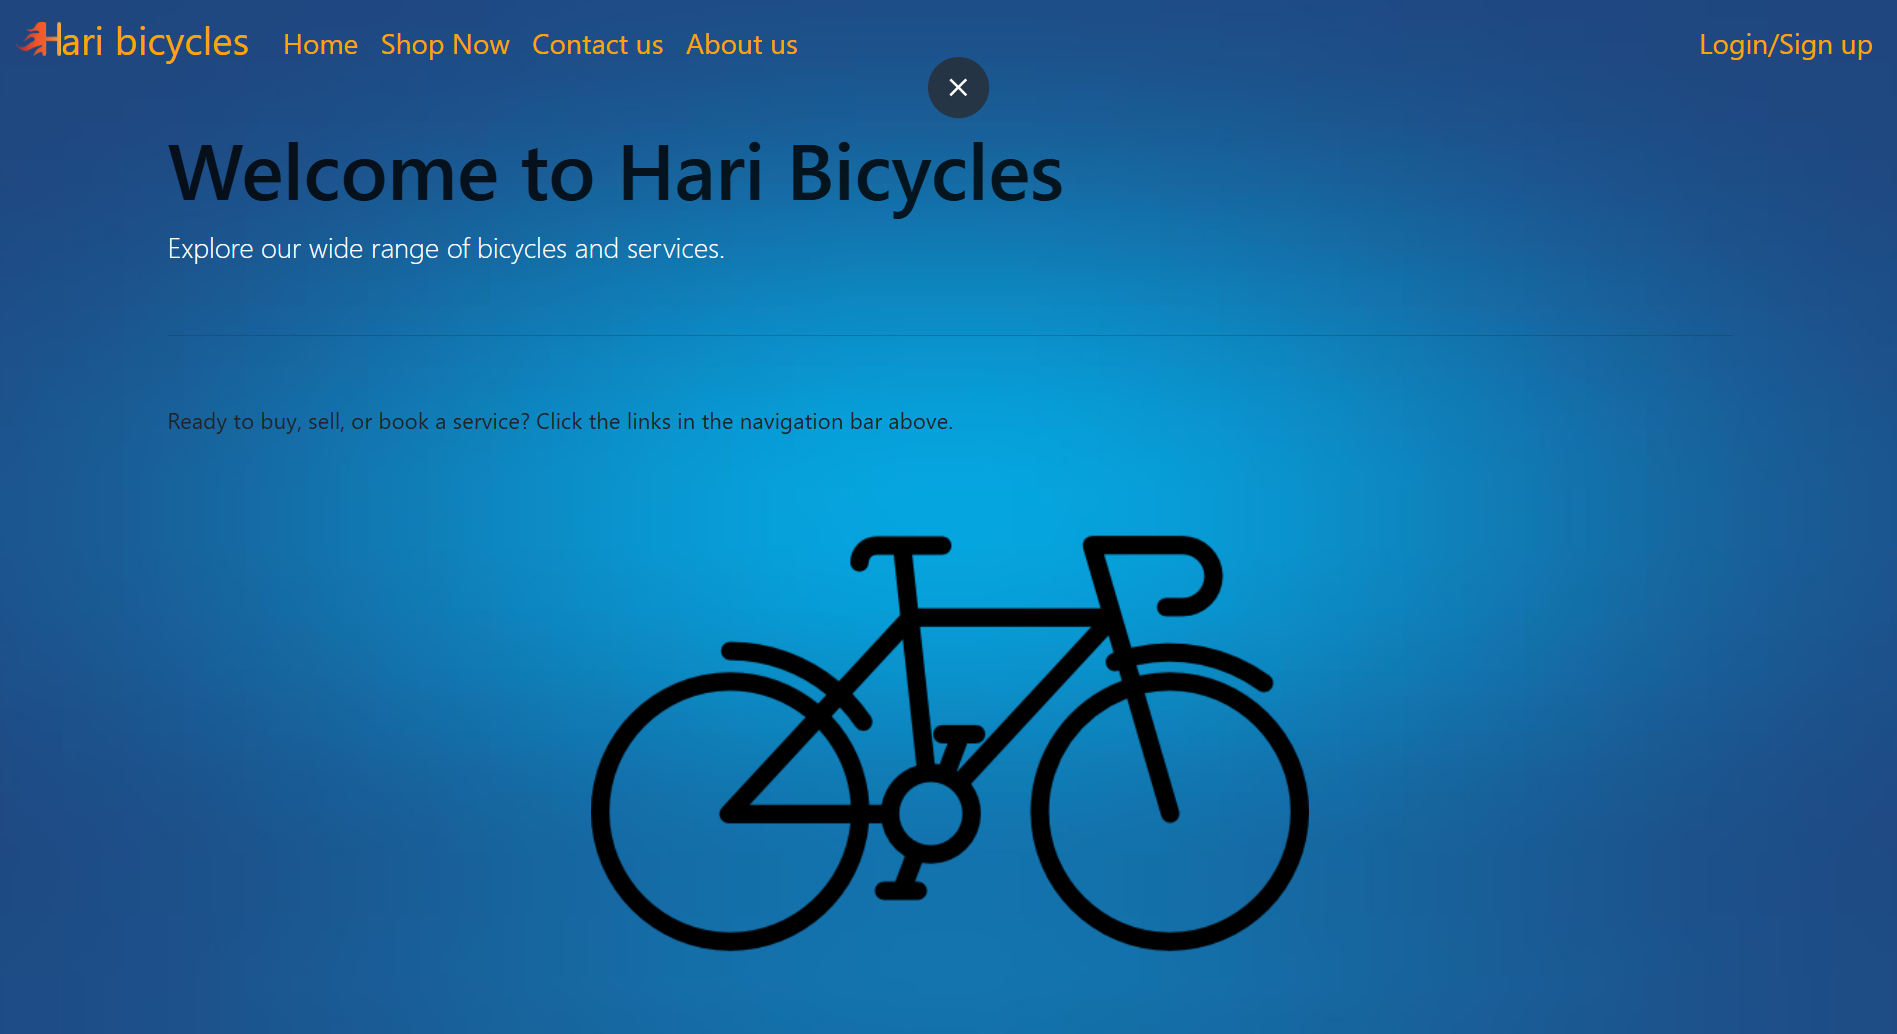 Hari bicycles Home Shop Now Contact us About us Login/Sign up
Welcome to Hari Bicycles
Explore our wide range of bicycles and services.
Ready to buy, sell, or book a service? Click the links in the navigation bar above.